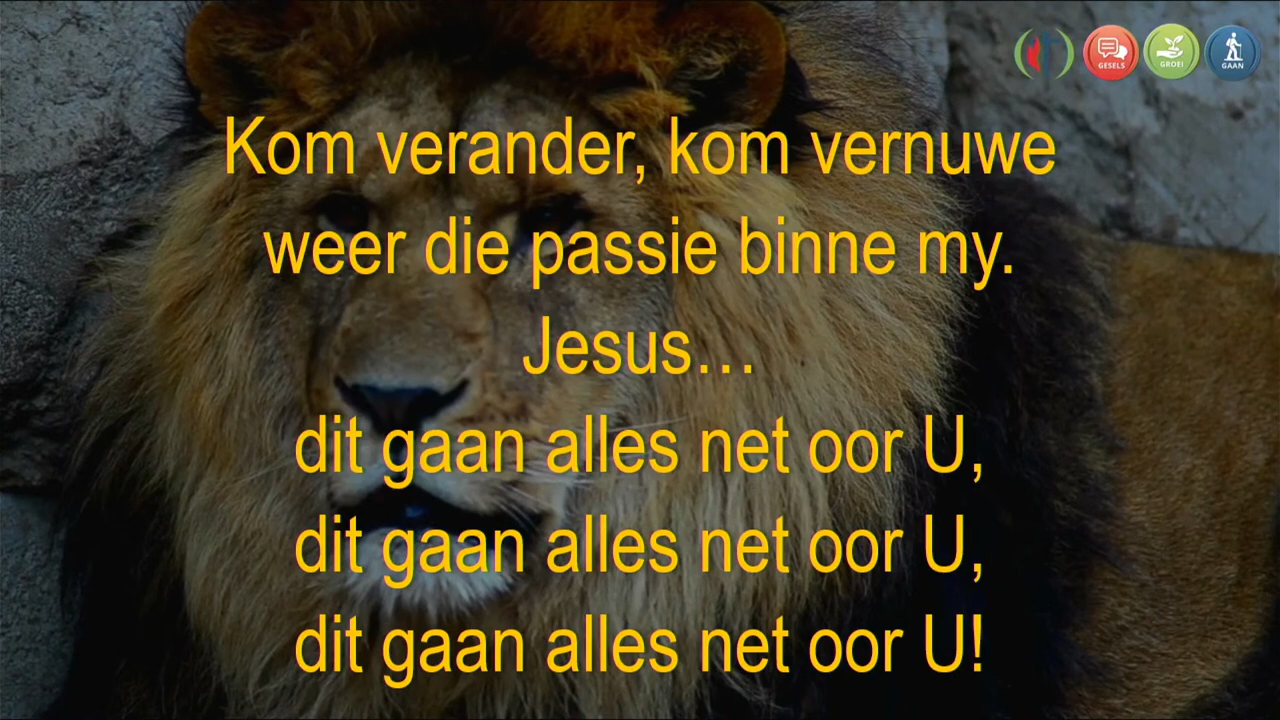 GESELS GROEI GAAN
Kom verander, kom vernuwe
weer die passie binne my.
Jesus…
dit gaan alles net oor U,
dit gaan alles net oor U,
dit gaan alles net oor U!